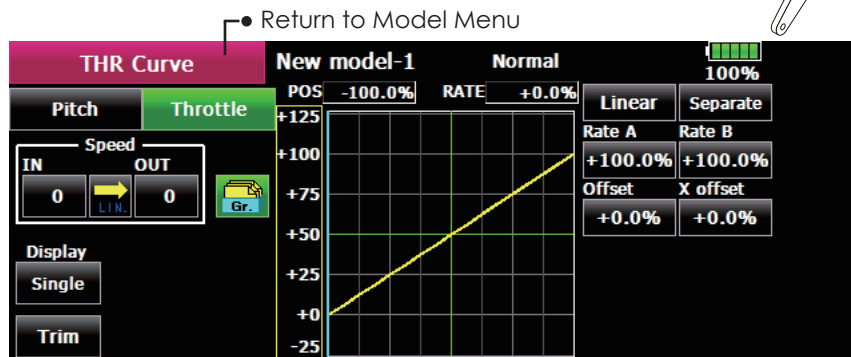 Return to Model Menu
THR Curve
New model-1
Normal
100%
Pitch
Throttle
POS
-100.0%
RATE
+0.0%
Linear
Separate
Speed
IN
OUT
0
LIN.
0
Gr.
Rate A
Rate B
+100.0%
+100.0%
Offset
X offset
+0.0%
+0.0%
Display
Single
Trim
+125
+100
+75
+50
+25
+0
-25